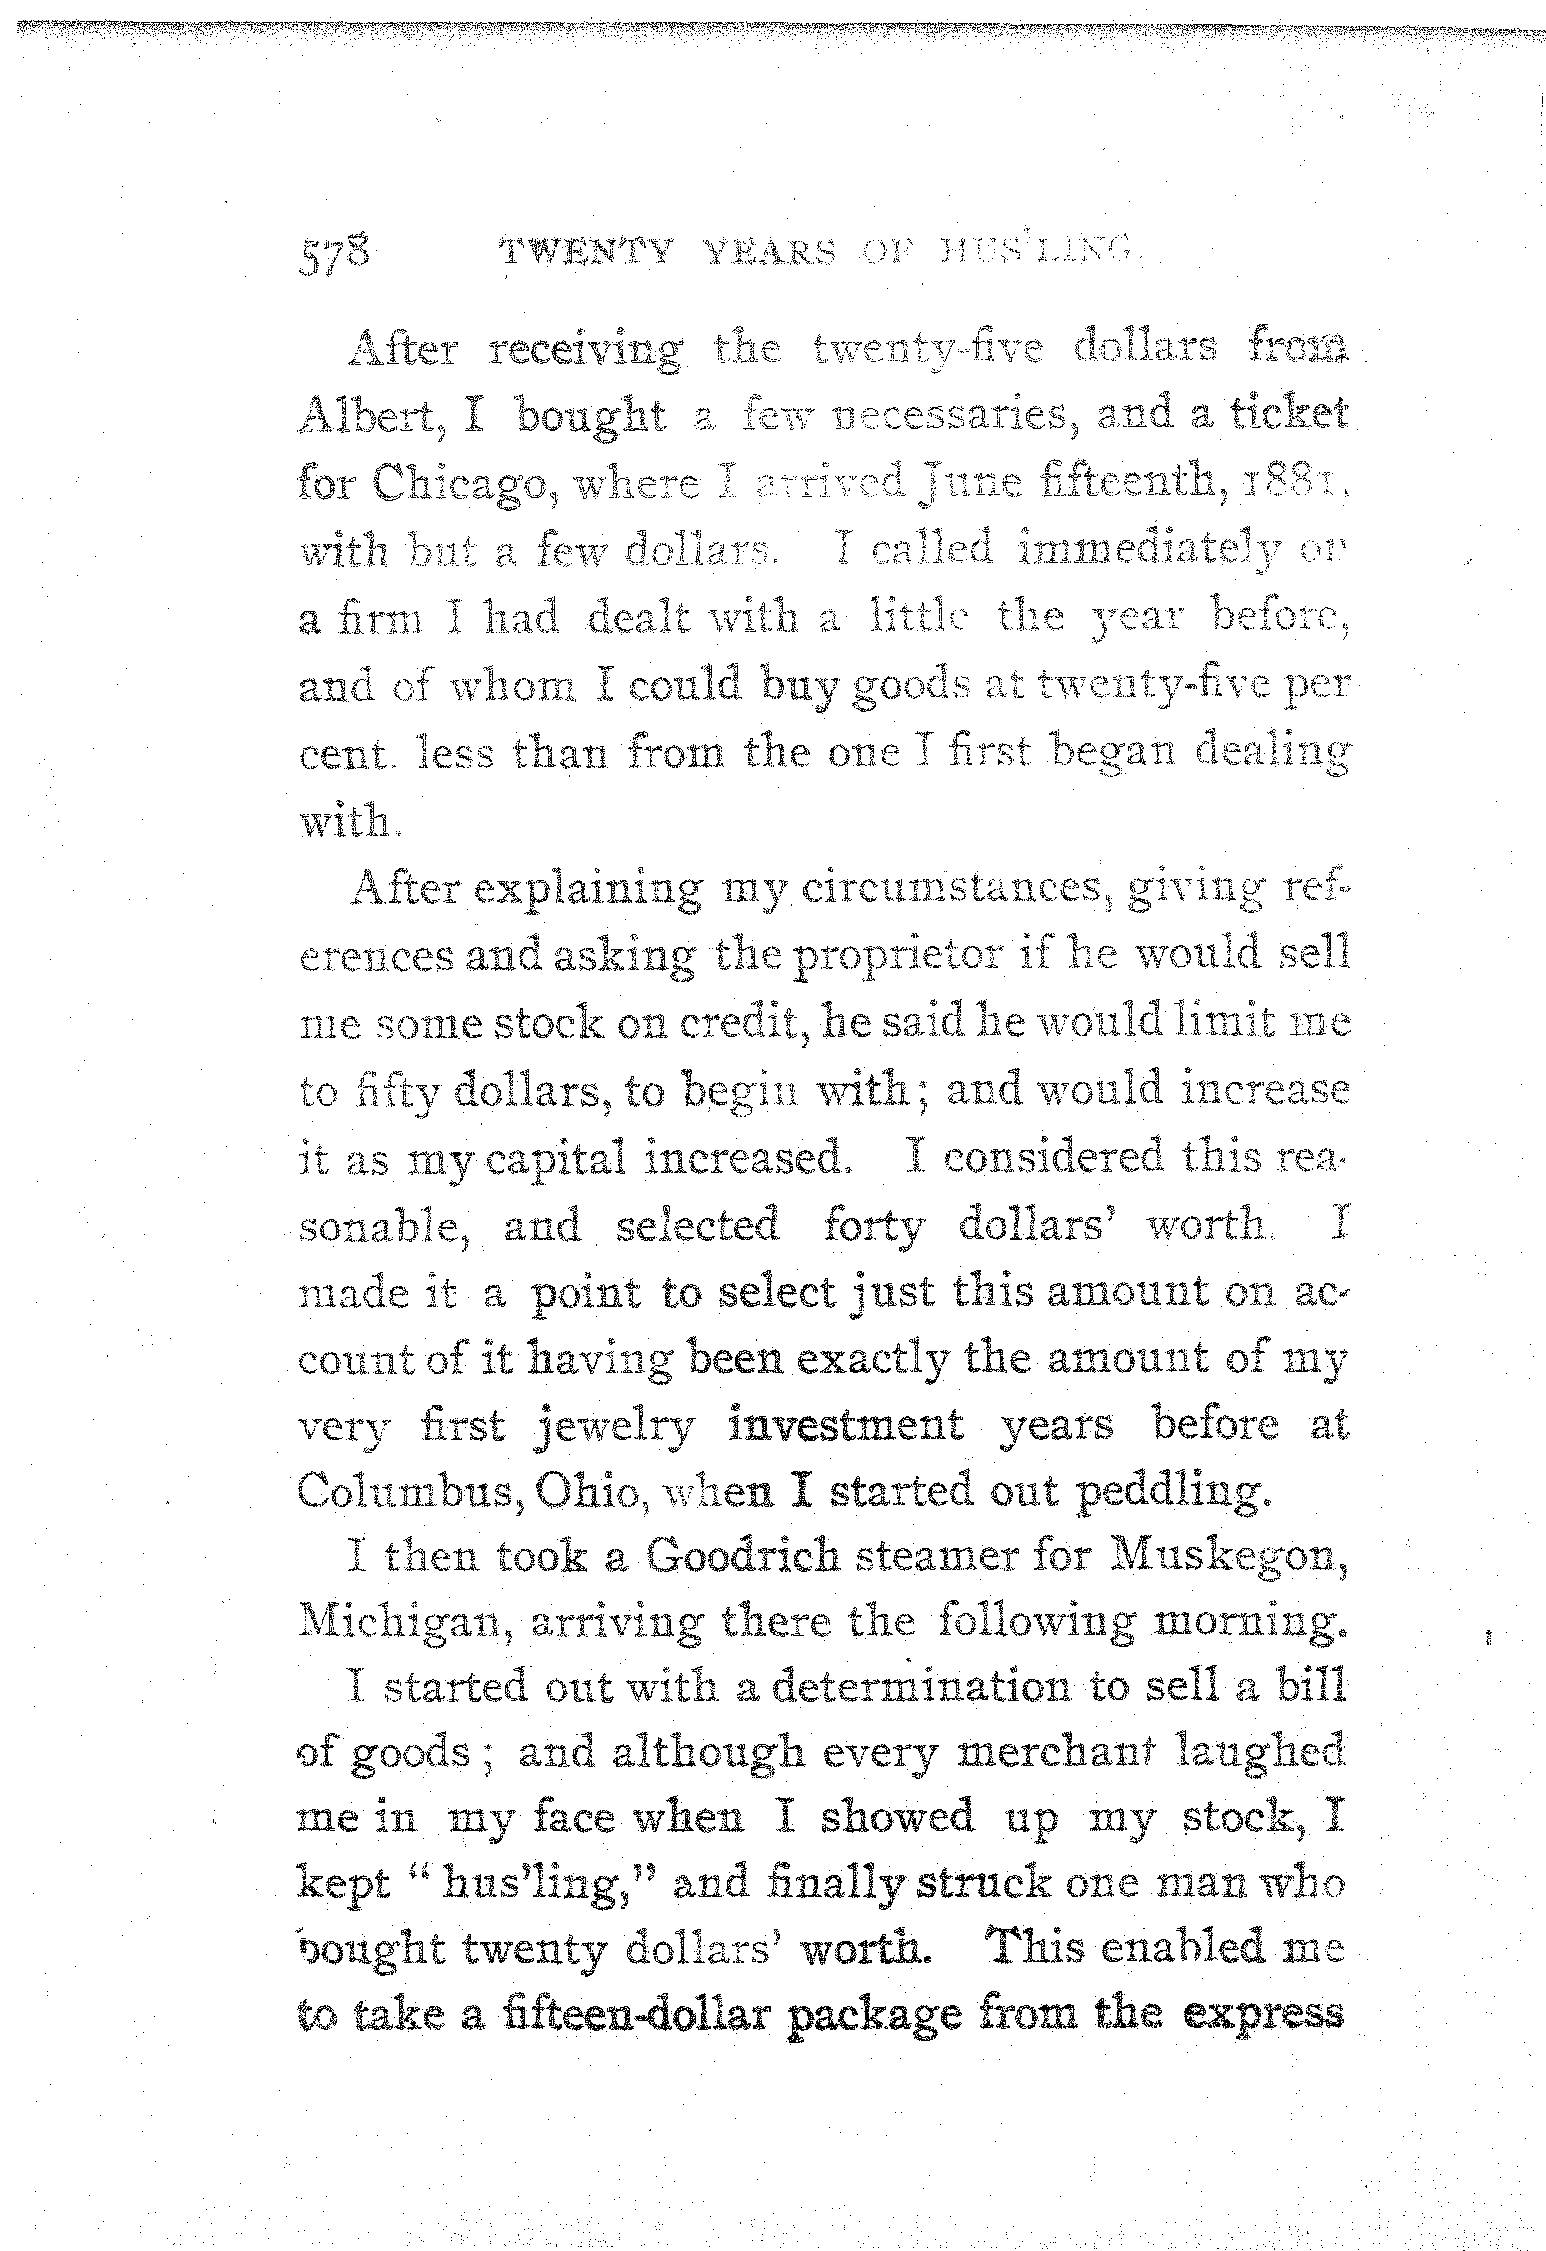 578 TWENTY YEARS OF HUS'LING.
After receiving the twenty-five dollars from
Albert, I bought a few necessaries, and a ticket
for Chicago, where I arrived June fifteenth, 1881,
with but a few dollars. I called immediately on
a firm I had dealt with a little the year before,
and of whom I could buy goods at twenty-five per
cent. less than from the one I first began dealing
with.
After explaining my circumstances, giving ref-
erences and asking the proprietor if he would sell
me some stock on credit, he said he would limit me
to fifty dollars, to begin with; and would increase
it as my capital increased. I considered this rea-
sonable, and selected forty dollars' worth. I
made it a point to select just this amount on ac-
count of it having been exactly the amount of my
very first jewelry investment years before at
Columbus, Ohio, when I started out peddling.
I then took a Goodrich steamer for Muskegon,
Michigan, arriving there the following morning.
I started out with a determination to sell a bill
of goods; and although every merchant laughed
me in my face when I showed up my stock, I
kept "hus'ling," and finally struck one man who
bought twenty dollars' worth. This enabled me
to take a fifteen-dollar package from the express